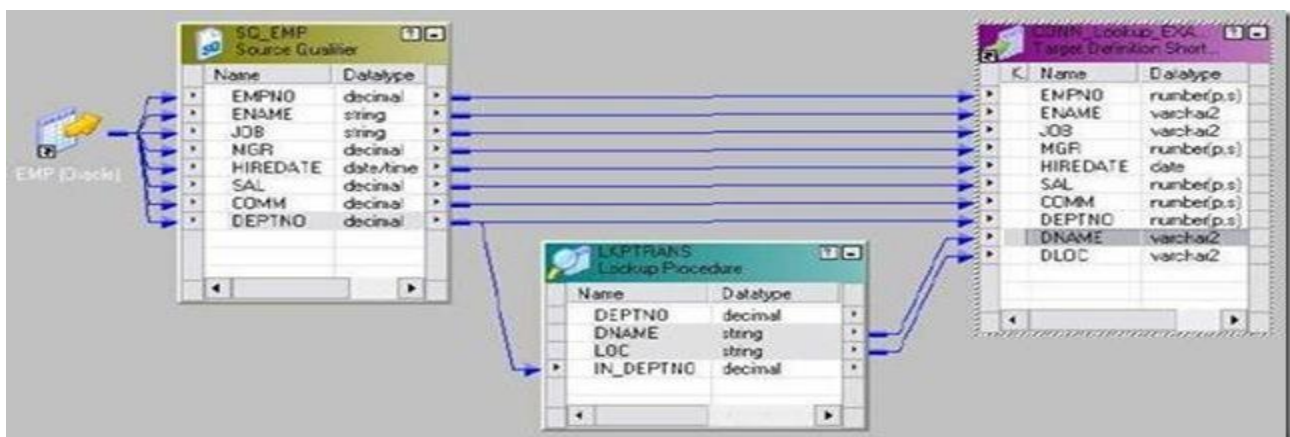 EMP (Oracle)
SQ_EMP
Source Qualifier
Name Datatype
EMPNO decimal
ENAME string
JOB string
MGR decimal
HIREDATE date/time
SAL decimal
COMM decimal
DEPTNO decimal
LKPTRANS
Lookup Procedure
Name Datatype
DEPTNO decimal
DNAME string
LOC string
IN_DEPTNO decimal
CONN_Lookup_EXA...
Target Definition Short...
K. Name Datatype
EMPNO number(p,s)
ENAME varchar2
JOB varchar2
MGR number(p,s)
HIREDATE date
SAL number(p,s)
COMM number(p,s)
DEPTNO number(p,s)
DNAME varchar2
DLOC varchar2